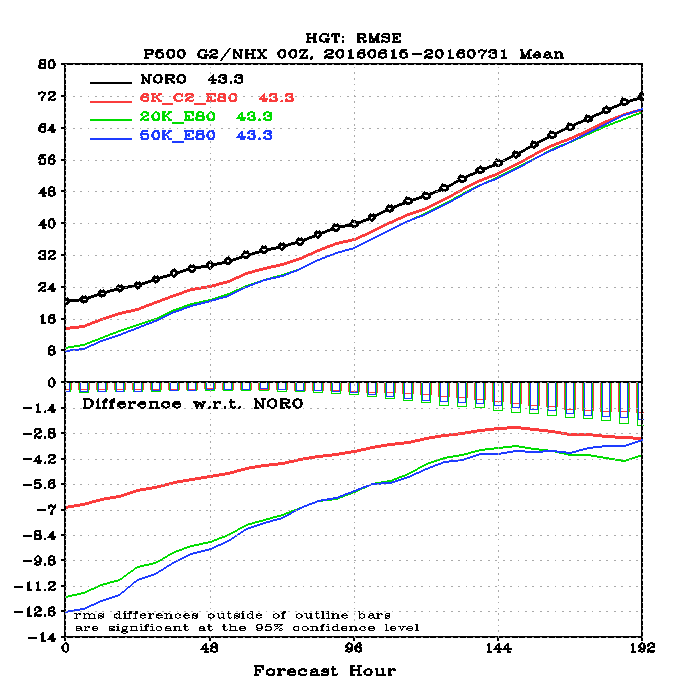 HGT: RMSE
P500 G2/NHX 00Z, 20160615-20160731 Mean
80
NORO 43.3
72
6K_C2_E80 43.3
20K_E80 43.3
64
50K_E80 43.3
56
48
40
32
24
16
8
0
Difference w.r.t. NORO
-1.4
-2.8
-4.2
-5.6
-7
-8.4
-9.8
-11.2
-12.6
rms differences outside of outline bars
are significant at the 95% confidence level
-14
0 48 96 144 192
Forecast Hour